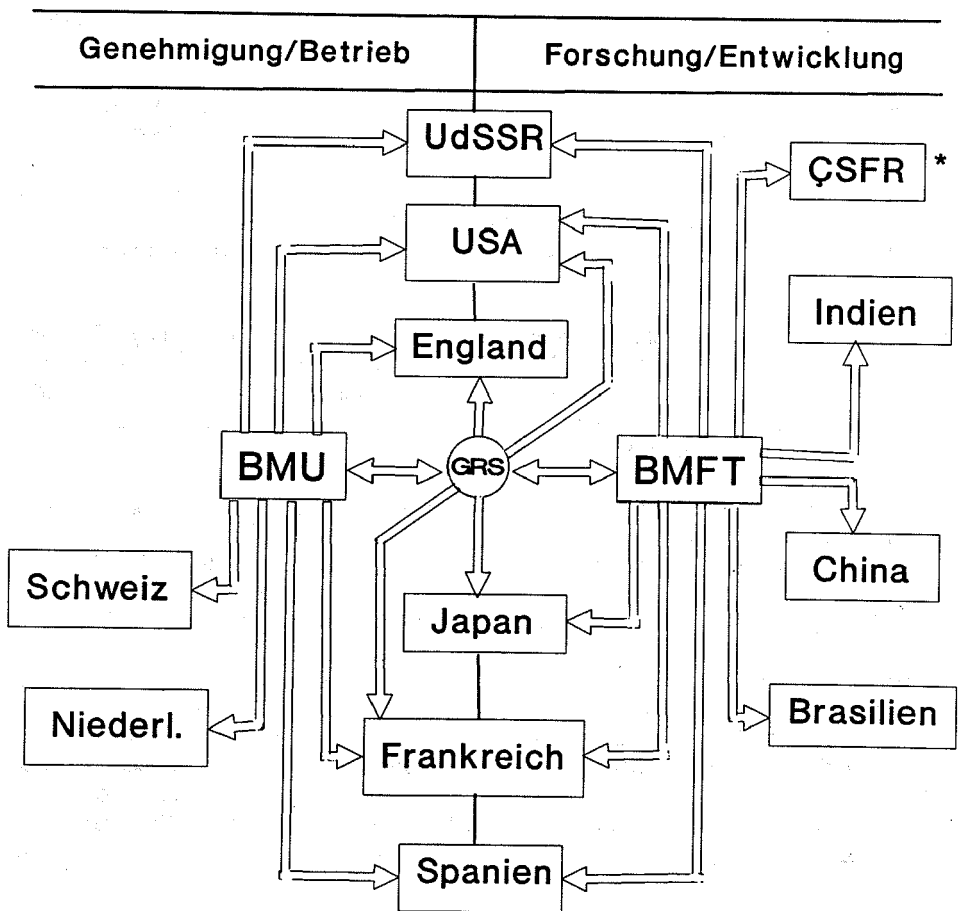 Genehmigung/Betrieb
Forschung/Entwicklung
UdSSR
ÇSFR *
USA
Indien
England
BMU
GRS
BMFT
Schweiz
China
Japan
Niederl.
Brasilien
Frankreich
Spanien